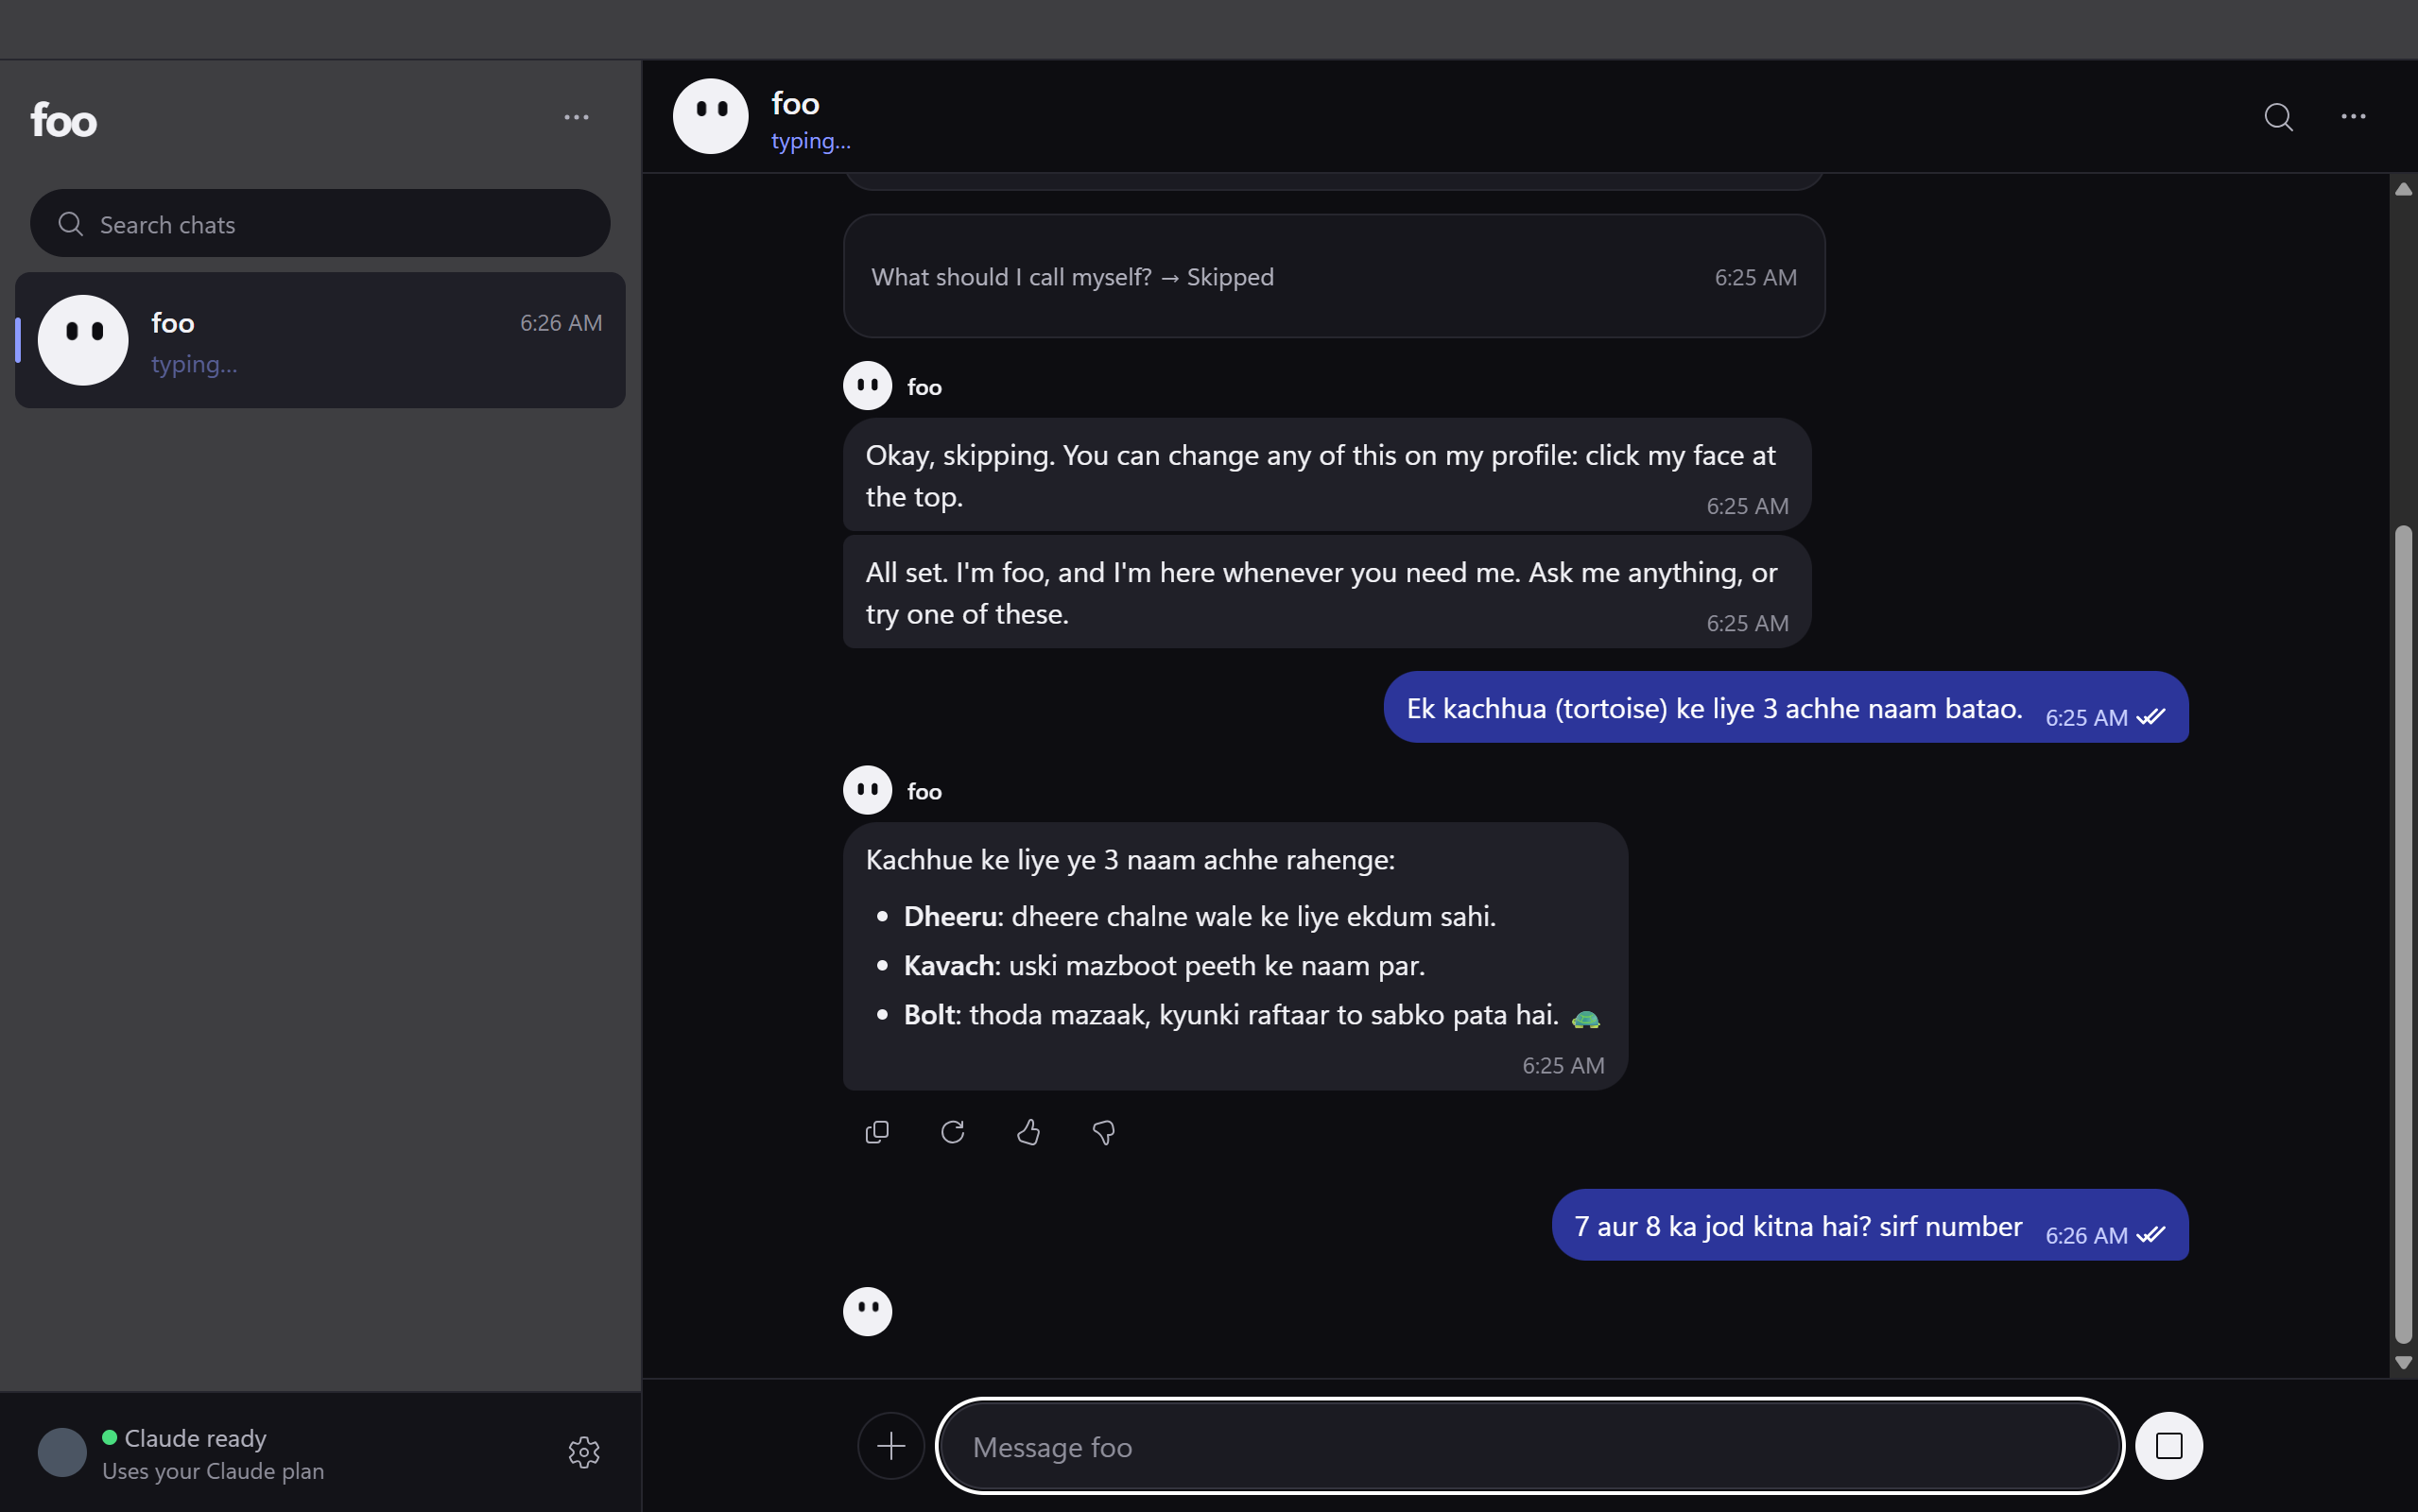 foo
Search chats
foo
6:26 AM
typing...
Claude ready
Uses your Claude plan
foo
typing...
What should I call myself? → Skipped
6:25 AM
foo
Okay, skipping. You can change any of this on my profile: click my face at
the top.
6:25 AM
All set. I'm foo, and I'm here whenever you need me. Ask me anything, or
try one of these.
6:25 AM
Ek kachhua (tortoise) ke liye 3 achhe naam batao.
6:25 AM
foo
Kachhue ke liye ye 3 naam achhe rahenge:
• Dheeru: dheere chalne wale ke liye ekdum sahi.
• Kavach: uski mazboot peeth ke naam par.
• Bolt: thoda mazaak, kyunki raftaar to sabko pata hai. 🐢
6:25 AM
7 aur 8 ka jod kitna hai? sirf number
6:26 AM
Message foo